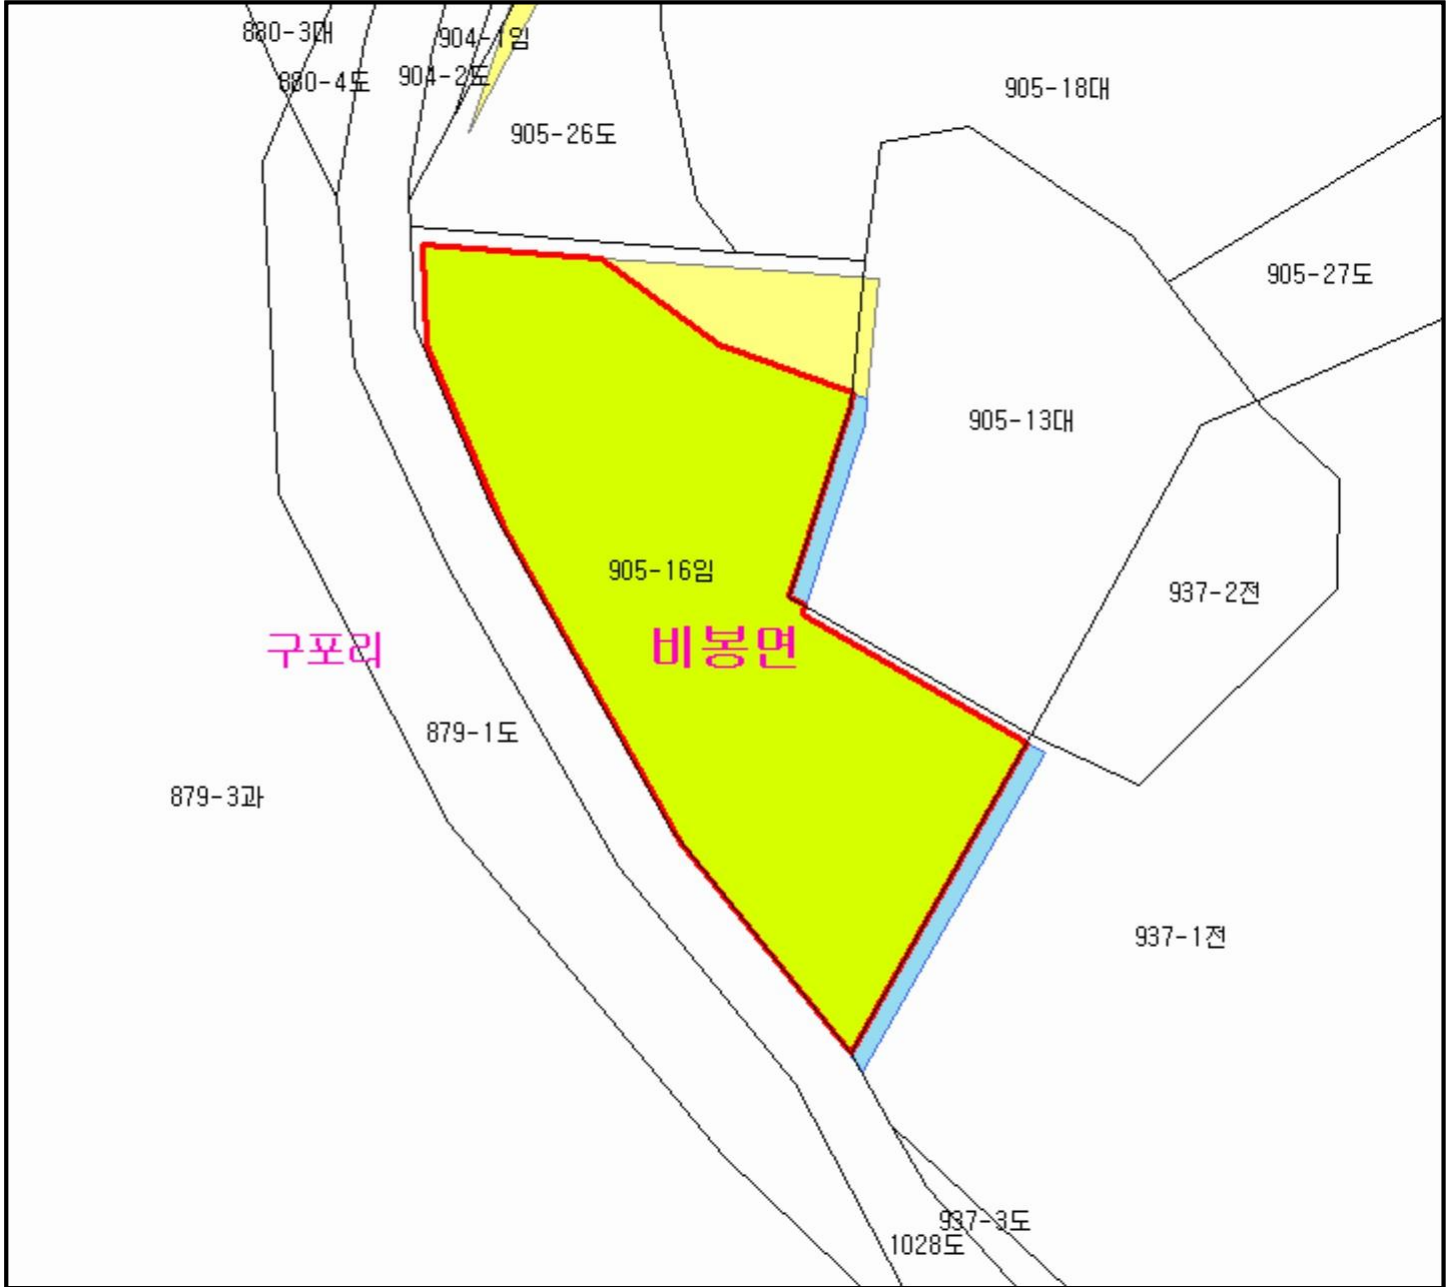 880-3대
904-1임
880-4도
904-2도
905-18대
905-26도
905-27도
905-13대
905-16임
937-2전
구포리
비봉면
879-1도
879-3과
937-1전
937-3도
1028도